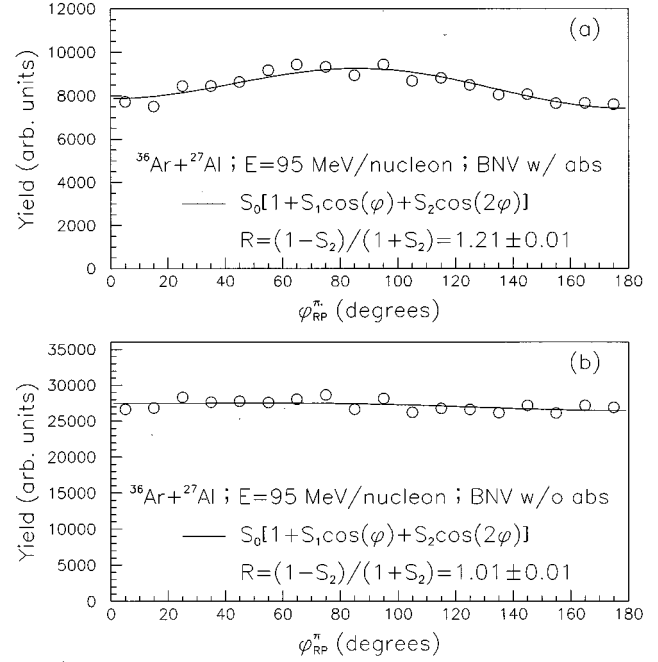 (a)
12000
10000
8000
6000
4000
2000
0
Yield (arb. units)
³⁶Ar+²⁷Al ; E=95 MeV/nucleon ; BNV w/ abs
S₀[1+S₁cos(φ)+S₂cos(2φ)]
R=(1−S₂)/(1+S₂)=1.21±0.01
0 20 40 60 80 100 120 140 160 180
φ_RP^π (degrees)
(b)
35000
30000
25000
20000
15000
10000
5000
0
Yield (arb. units)
³⁶Ar+²⁷Al ; E=95 MeV/nucleon ; BNV w/o abs
S₀[1+S₁cos(φ)+S₂cos(2φ)]
R=(1−S₂)/(1+S₂)=1.01±0.01
0 20 40 60 80 100 120 140 160 180
φ_RP^π (degrees)